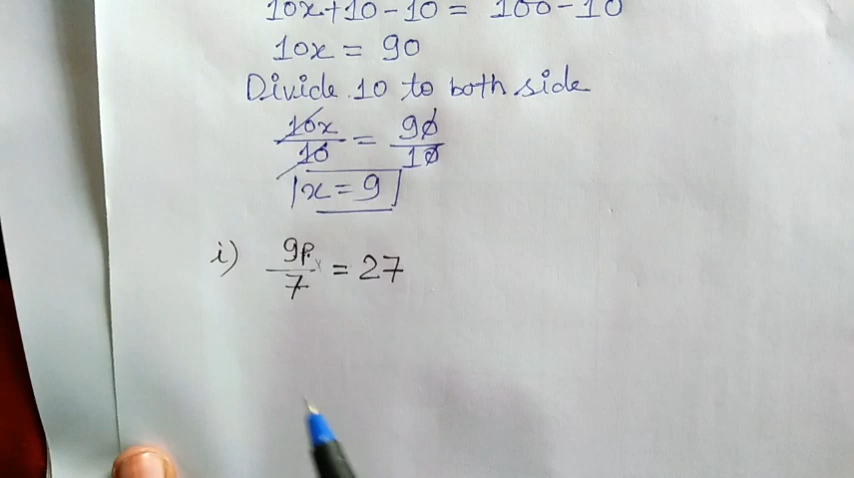 10x+10-10 = 100-10
10x = 90
Divide 10 to both side
10x/10 = 90/10
x = 9
i) 9p/7 = 27